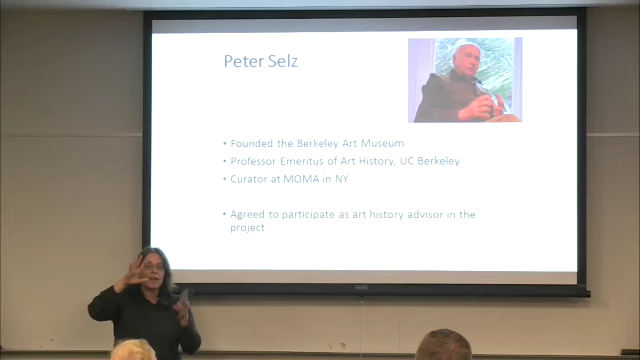 Peter Selz
• Founded the Berkeley Art Museum
• Professor Emeritus of Art History, UC Berkeley
• Curator at MOMA in NY
• Agreed to participate as art history advisor in the
project